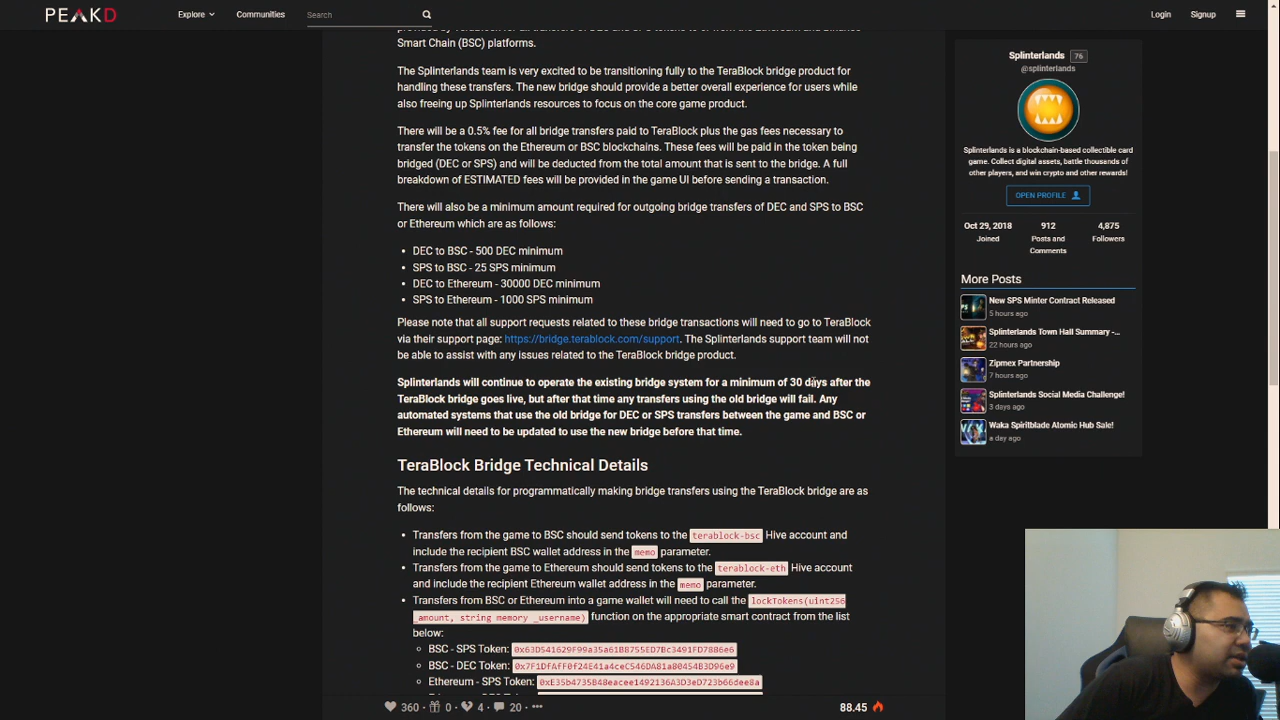 PEAKD
Explore
Communities
Search
Login
Signup
Smart Chain (BSC) platforms.
The Splinterlands team is very excited to be transitioning fully to the TeraBlock bridge product for
handling these transfers. The new bridge should provide a better overall experience for users while
also freeing up Splinterlands resources to focus on the core game product.
There will be a 0.5% fee for all bridge transfers paid to TeraBlock plus the gas fees necessary to
transfer the tokens on the Ethereum or BSC blockchains. These fees will be paid in the token being
bridged (DEC or SPS) and will be deducted from the total amount that is sent to the bridge. A full
breakdown of ESTIMATED fees will be provided in the game UI before sending a transaction.
There will also be a minimum amount required for outgoing bridge transfers of DEC and SPS to BSC
or Ethereum which are as follows:
• DEC to BSC - 500 DEC minimum
• SPS to BSC - 25 SPS minimum
• DEC to Ethereum - 30000 DEC minimum
• SPS to Ethereum - 1000 SPS minimum
Please note that all support requests related to these bridge transactions will need to go to TeraBlock
via their support page: https://bridge.terablock.com/support. The Splinterlands support team will not
be able to assist with any issues related to the TeraBlock bridge product.
Splinterlands will continue to operate the existing bridge system for a minimum of 30 days after the
TeraBlock bridge goes live, but after that time any transfers using the old bridge will fail. Any
automated systems that use the old bridge for DEC or SPS transfers between the game and BSC or
Ethereum will need to be updated to use the new bridge before that time.
TeraBlock Bridge Technical Details
The technical details for programmatically making bridge transfers using the TeraBlock bridge are as
follows:
• Transfers from the game to BSC should send tokens to the terablock-bsc Hive account and
include the recipient BSC wallet address in the memo parameter.
• Transfers from the game to Ethereum should send tokens to the terablock-eth Hive account
and include the recipient Ethereum wallet address in the memo parameter.
• Transfers from BSC or Ethereum into a game wallet will need to call the lockTokens(uint256
_amount, string memory _username) function on the appropriate smart contract from the list
below:
BSC - SPS Token: 0x63D541629F99a35a61B8755ED7Bc3491FD7886e6
BSC - DEC Token: 0x7F1DfAfF0f24E41a4ceC546DA81a80454B3D96e9
Ethereum - SPS Token: 0xE35b4735B48eacee1492136A3D3eD723b66dee8a
360 0 4 20 •••
88.45
Splinterlands 76
@splinterlands
Splinterlands is a blockchain-based collectible card
game. Collect digital assets, battle thousands of
other players, and win crypto and other rewards!
OPEN PROFILE
Oct 29, 2018 912 4,875
Joined Posts and Followers
Comments
More Posts
New SPS Minter Contract Released
5 hours ago
Splinterlands Town Hall Summary -...
22 hours ago
Zipmex Partnership
7 hours ago
Splinterlands Social Media Challenge!
3 days ago
Waka Spiritblade Atomic Hub Sale!
a day ago